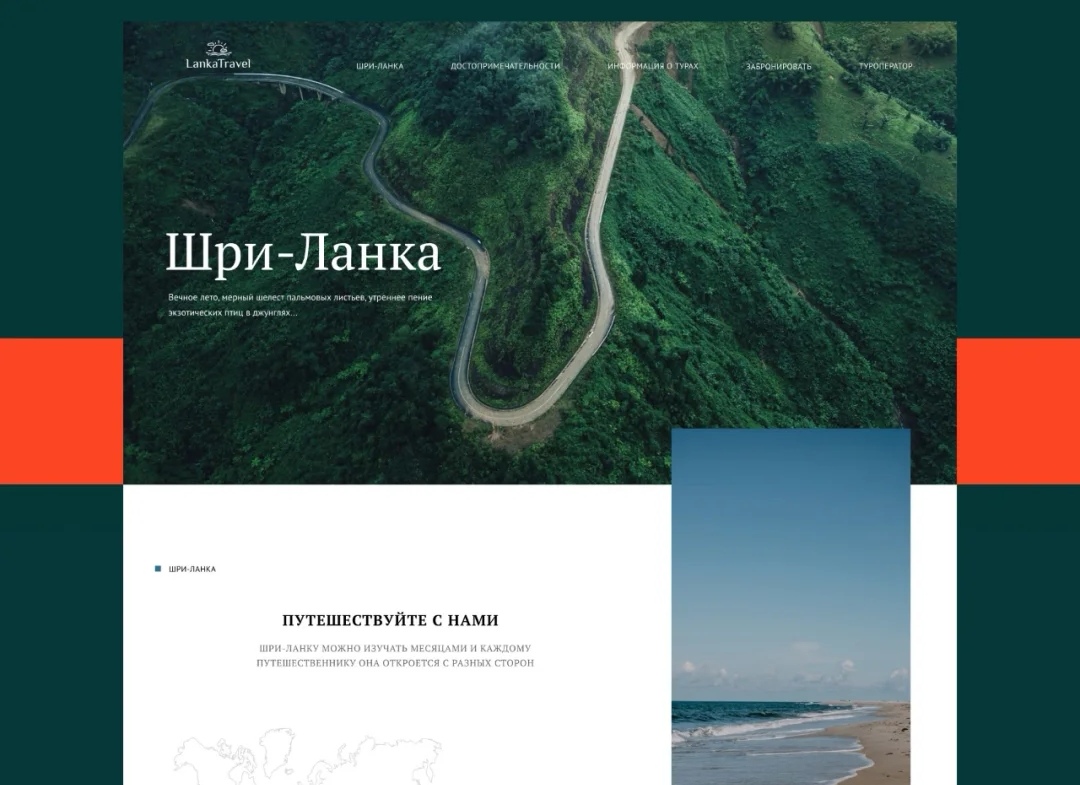 LankaTravel
ШРИ-ЛАНКА
ДОСТОПРИМЕЧАТЕЛЬНОСТИ
ИНФОРМАЦИЯ О ТУРАХ
ЗАБРОНИРОВАТЬ
ТУРОПЕРАТОР
Шри-Ланка
Вечное лето, мерный шелест пальмовых листьев, утреннее пение
экзотических птиц в джунглях...
ШРИ-ЛАНКА
ПУТЕШЕСТВУЙТЕ С НАМИ
ШРИ-ЛАНКУ МОЖНО ИЗУЧАТЬ МЕСЯЦАМИ И КАЖДОМУ
ПУТЕШЕСТВЕННИКУ ОНА ОТКРОЕТСЯ С РАЗНЫХ СТОРОН